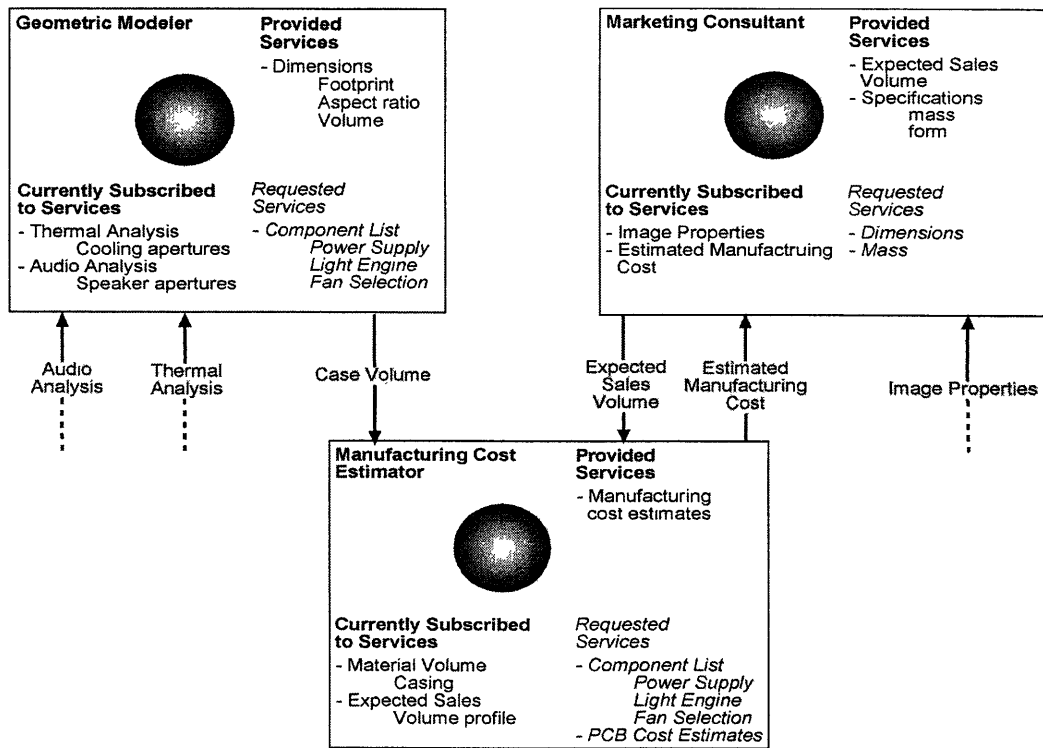 Geometric Modeler
Provided
Services
- Dimensions
Footprint
Aspect ratio
Volume
Currently Subscribed
to Services
- Thermal Analysis
Cooling apertures
- Audio Analysis
Speaker apertures
Requested
Services
- Component List
Power Supply
Light Engine
Fan Selection
Marketing Consultant
Provided
Services
- Expected Sales
Volume
- Specifications
mass
form
Currently Subscribed
to Services
- Image Properties
- Estimated Manufactruing
Cost
Requested
Services
- Dimensions
- Mass
Audio
Analysis
Thermal
Analysis
Case Volume
Expected
Sales
Volume
Estimated
Manufacturing
Cost
Image Properties
Manufacturing Cost
Estimator
Provided
Services
- Manufacturing
cost estimates
Currently Subscribed
to Services
- Material Volume
Casing
- Expected Sales
Volume profile
Requested
Services
- Component List
Power Supply
Light Engine
Fan Selection
- PCB Cost Estimates